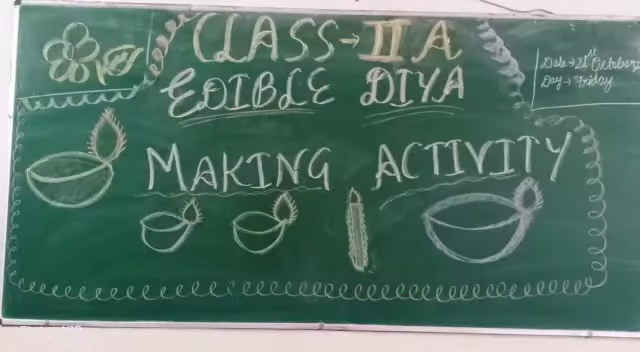 CLASS→II A
EDIBLE DIYA
MAKING ACTIVITY
Date→21st October
Day→Friday